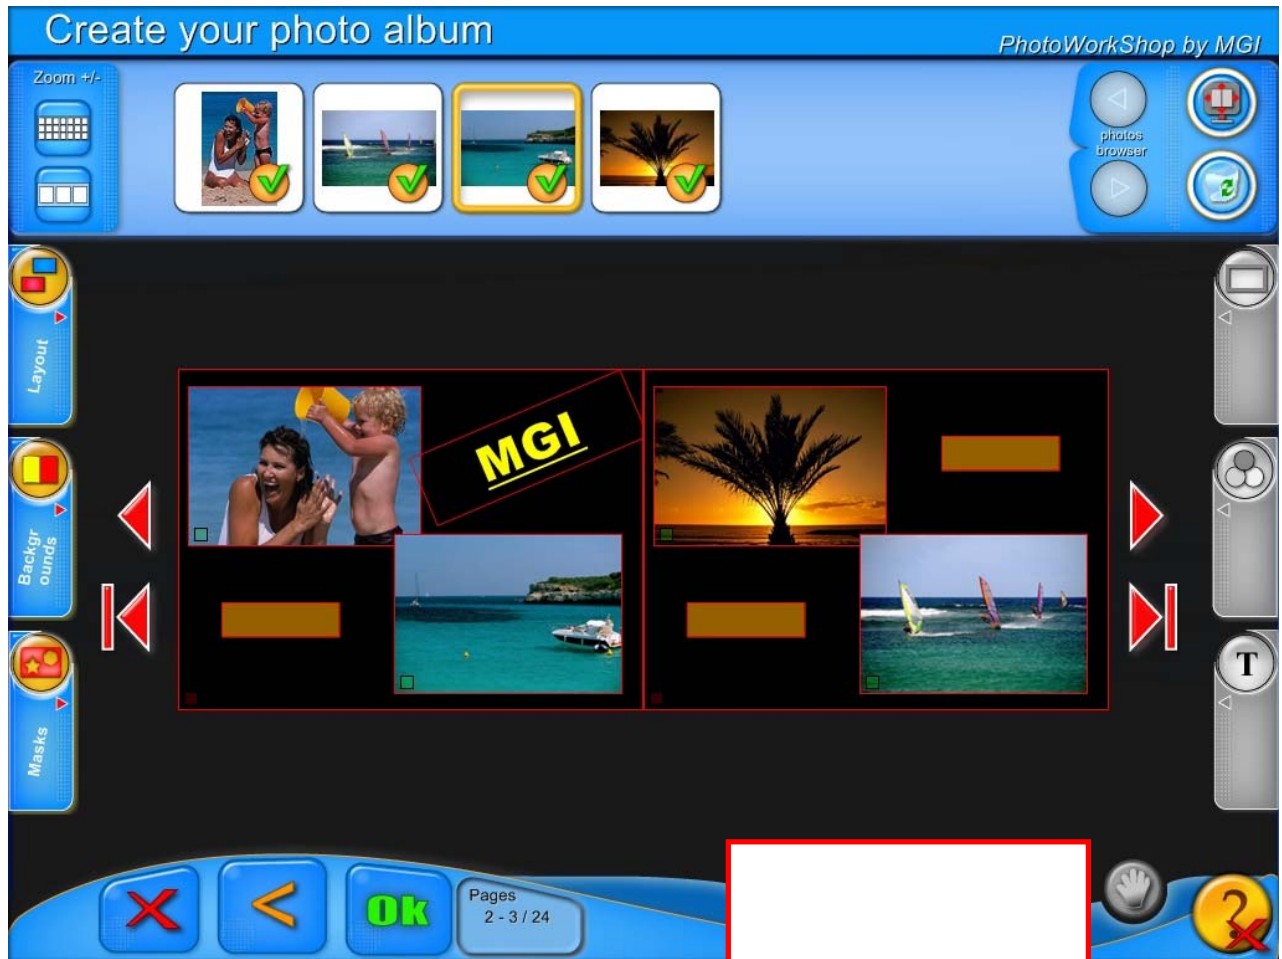 Create your photo album
PhotoWorkShop by MGI
Zoom +/-
photos
browser
Layout
MGI
Backgr
ounds
Masks
T
Ok
Pages
2 - 3 / 24